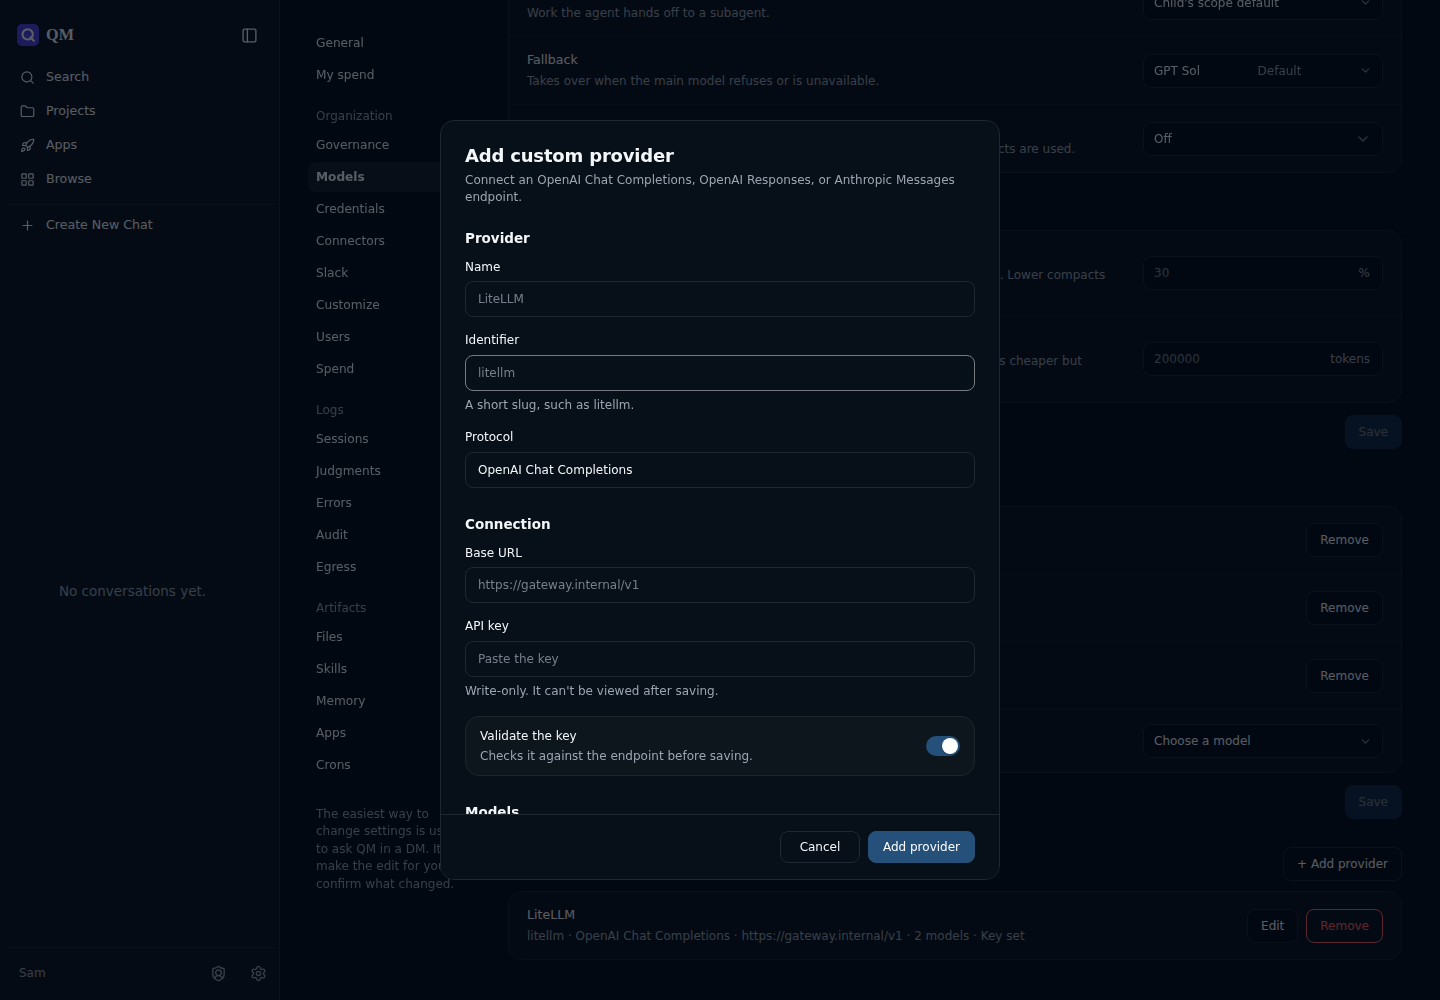 QM
Search
Projects
Apps
Browse
Create New Chat
No conversations yet.
Sam
General
My spend
Organization
Governance
Models
Credentials
Connectors
Slack
Customize
Users
Spend
Logs
Sessions
Judgments
Errors
Audit
Egress
Artifacts
Files
Skills
Memory
Apps
Crons
The easiest way to
change settings is us
to ask QM in a DM. It
make the edit for you
confirm what changed.
Work the agent hands off to a subagent.
Child's scope default
Fallback
Takes over when the main model refuses or is unavailable.
GPT Sol Default
cts are used.
Off
. Lower compacts
30 %
s cheaper but
200000 tokens
Save
Remove
Remove
Remove
Choose a model
Save
+ Add provider
LiteLLM
litellm · OpenAI Chat Completions · https://gateway.internal/v1 · 2 models · Key set
Edit
Remove
Add custom provider
Connect an OpenAI Chat Completions, OpenAI Responses, or Anthropic Messages
endpoint.
Provider
Name
LiteLLM
Identifier
litellm
A short slug, such as litellm.
Protocol
OpenAI Chat Completions
Connection
Base URL
https://gateway.internal/v1
API key
Paste the key
Write-only. It can't be viewed after saving.
Validate the key
Checks it against the endpoint before saving.
Models
Cancel
Add provider